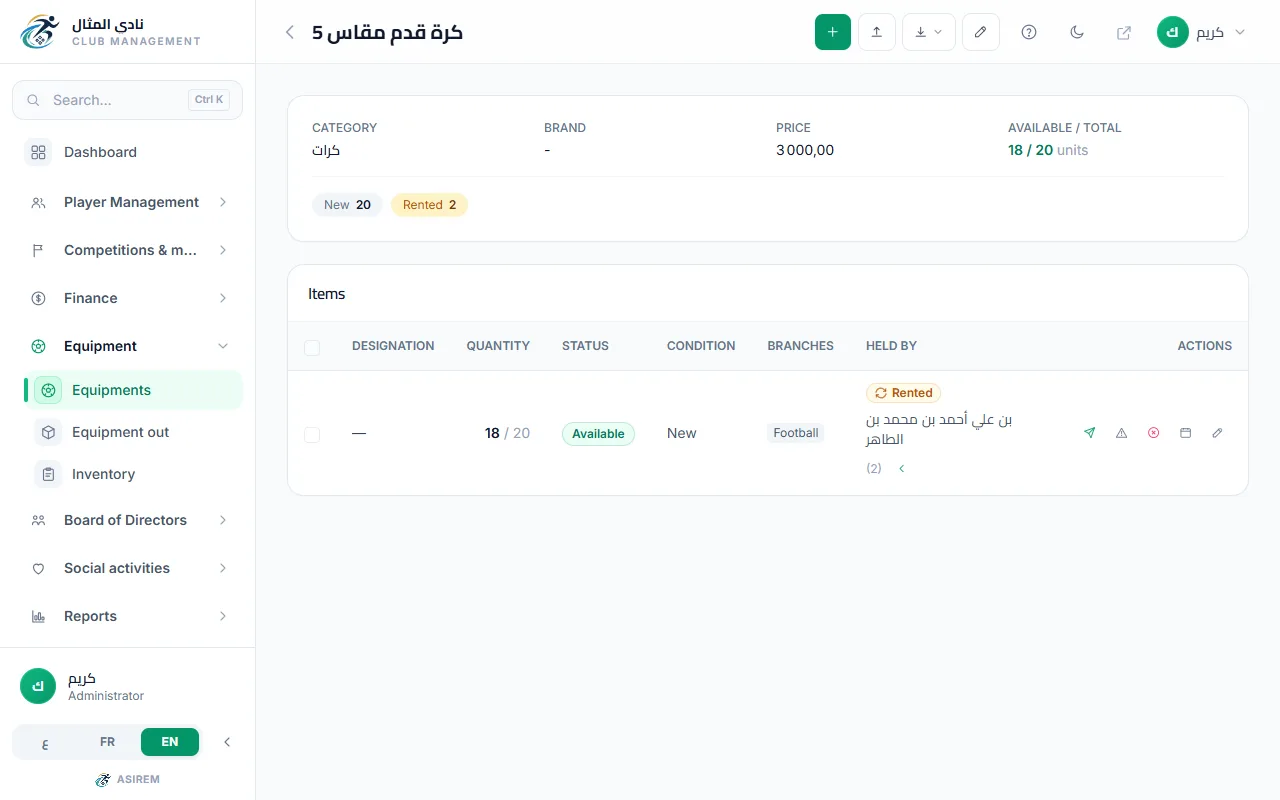 نادي المثال
CLUB MANAGEMENT
كرة قدم مقاس 5
ك
كريم
Search...
Ctrl K
Dashboard
Player Management
Competitions & m...
Finance
Equipment
Equipments
Equipment out
Inventory
Board of Directors
Social activities
Reports
ك
كريم
Administrator
ع
FR
EN
ASIREM
CATEGORY
كرات
BRAND
-
PRICE
3 000,00
AVAILABLE / TOTAL
18 / 20 units
New 20
Rented 2
Items
DESIGNATION QUANTITY STATUS CONDITION BRANCHES HELD BY ACTIONS
— 18 / 20 Available New Football
Rented
بن علي أحمد بن محمد بن
الطاهر
(2)